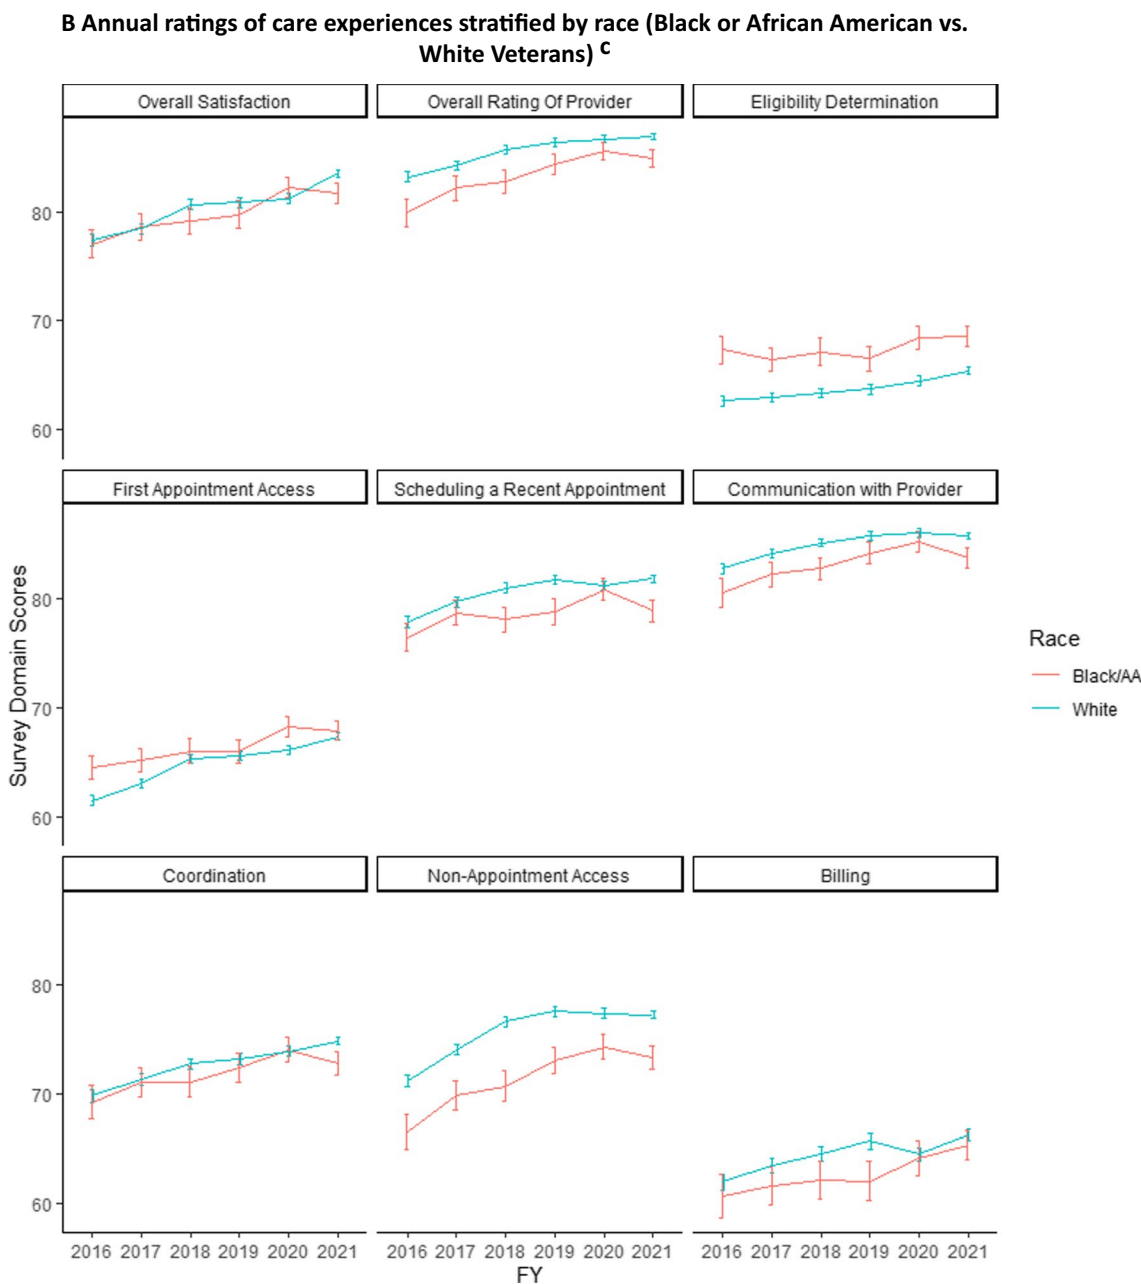 B Annual ratings of care experiences stratified by race (Black or African American vs.
White Veterans) C
Overall Satisfaction
Overall Rating Of Provider
Eligibility Determination
80
70
60
First Appointment Access
Scheduling a Recent Appointment
Communication with Provider
80
70
60
Survey Domain Scores
Race
Black/AA
White
Coordination
Non-Appointment Access
Billing
80
70
60
2016 2017 2018 2019 2020 2021
2016 2017 2018 2019 2020 2021
2016 2017 2018 2019 2020 2021
FY